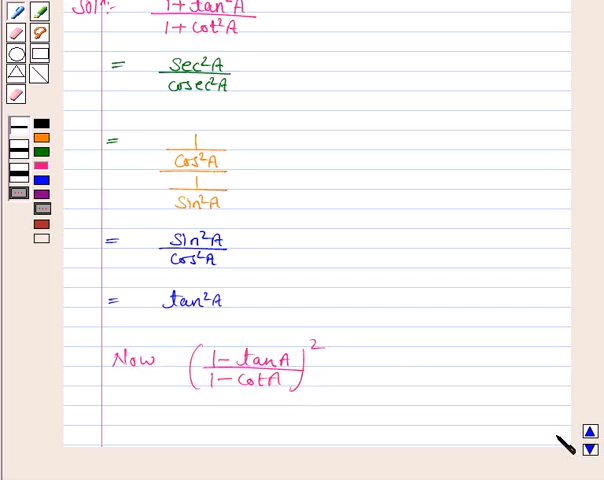 Solⁿ:- 1 + tan²A / 1 + cot²A
= sec²A / cosec²A
= 1/cos²A / 1/sin²A
= sin²A / cos²A
= tan²A
Now (1 - tanA / 1 - cotA)²